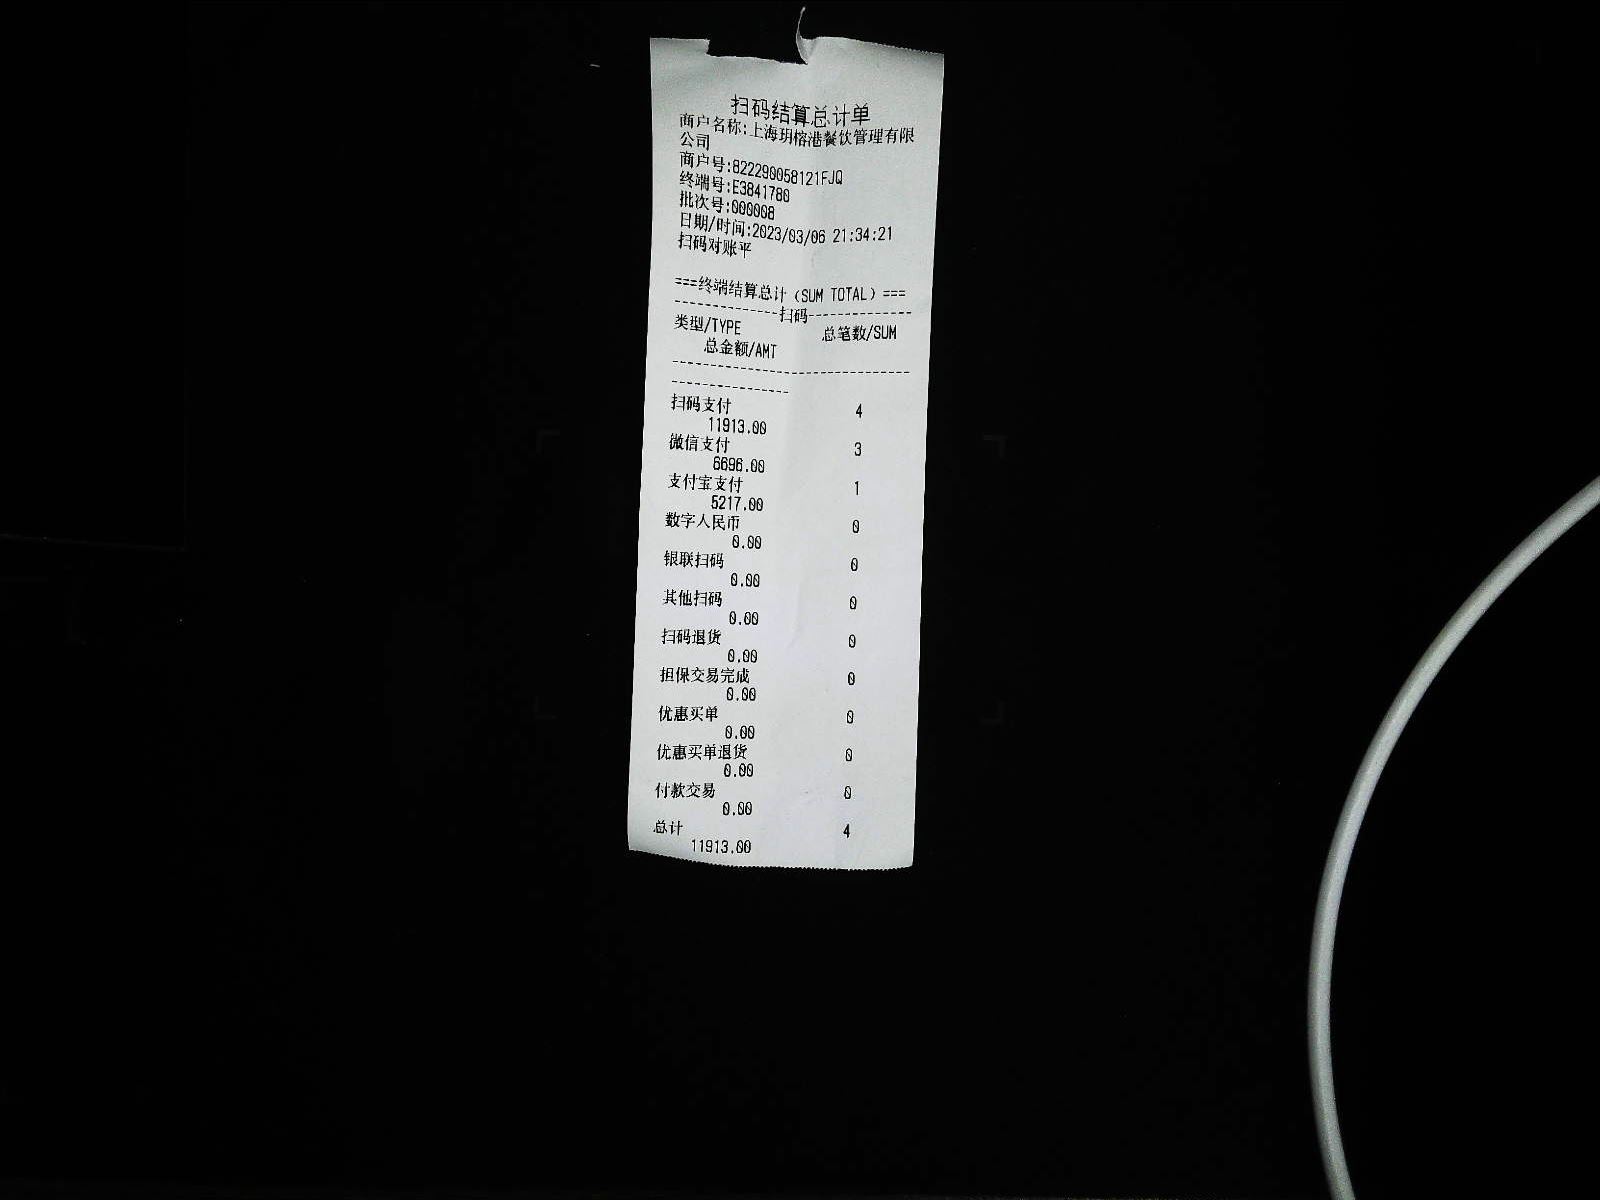 扫码结算总计单
商户名称:上海玥榕港餐饮管理有限
公司
商户号:822290058121FJQ
终端号:E3841780
批次号:000008
日期/时间:2023/03/06 21:34:21
扫码对账平
===终端结算总计（SUM TOTAL）===
--------------扫码--------------
类型/TYPE 总笔数/SUM
总金额/AMT
--------------------------------
----------------
扫码支付 4
11913.00
微信支付 3
6696.00
支付宝支付 1
5217.00
数字人民币 0
0.00
银联扫码 0
0.00
其他扫码 0
0.00
扫码退货 0
0.00
担保交易完成 0
0.00
优惠买单 0
0.00
优惠买单退货 0
0.00
付款交易 0
0.00
总计 4
11913.00